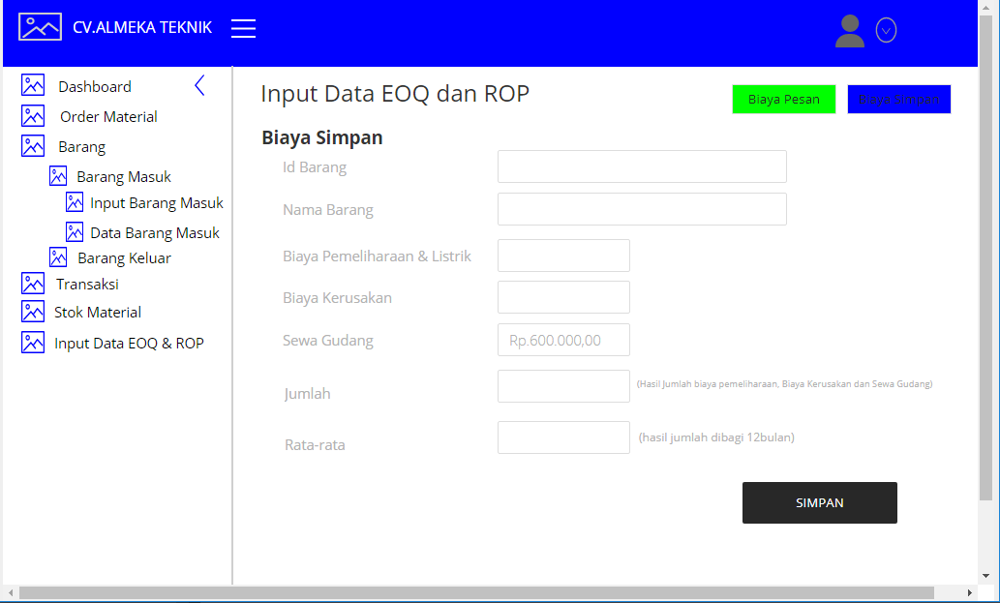 CV.ALMEKA TEKNIK
Dashboard
Order Material
Barang
Barang Masuk
Input Barang Masuk
Data Barang Masuk
Barang Keluar
Transaksi
Stok Material
Input Data EOQ & ROP
Input Data EOQ dan ROP
Biaya Pesan
Biaya Simpan
Biaya Simpan
Id Barang
Nama Barang
Biaya Pemeliharaan & Listrik
Biaya Kerusakan
Sewa Gudang
Rp.600.000,00
Jumlah
(Hasil Jumlah biaya pemeliharaan, Biaya Kerusakan dan Sewa Gudang)
Rata-rata
(hasil jumlah dibagi 12bulan)
SIMPAN